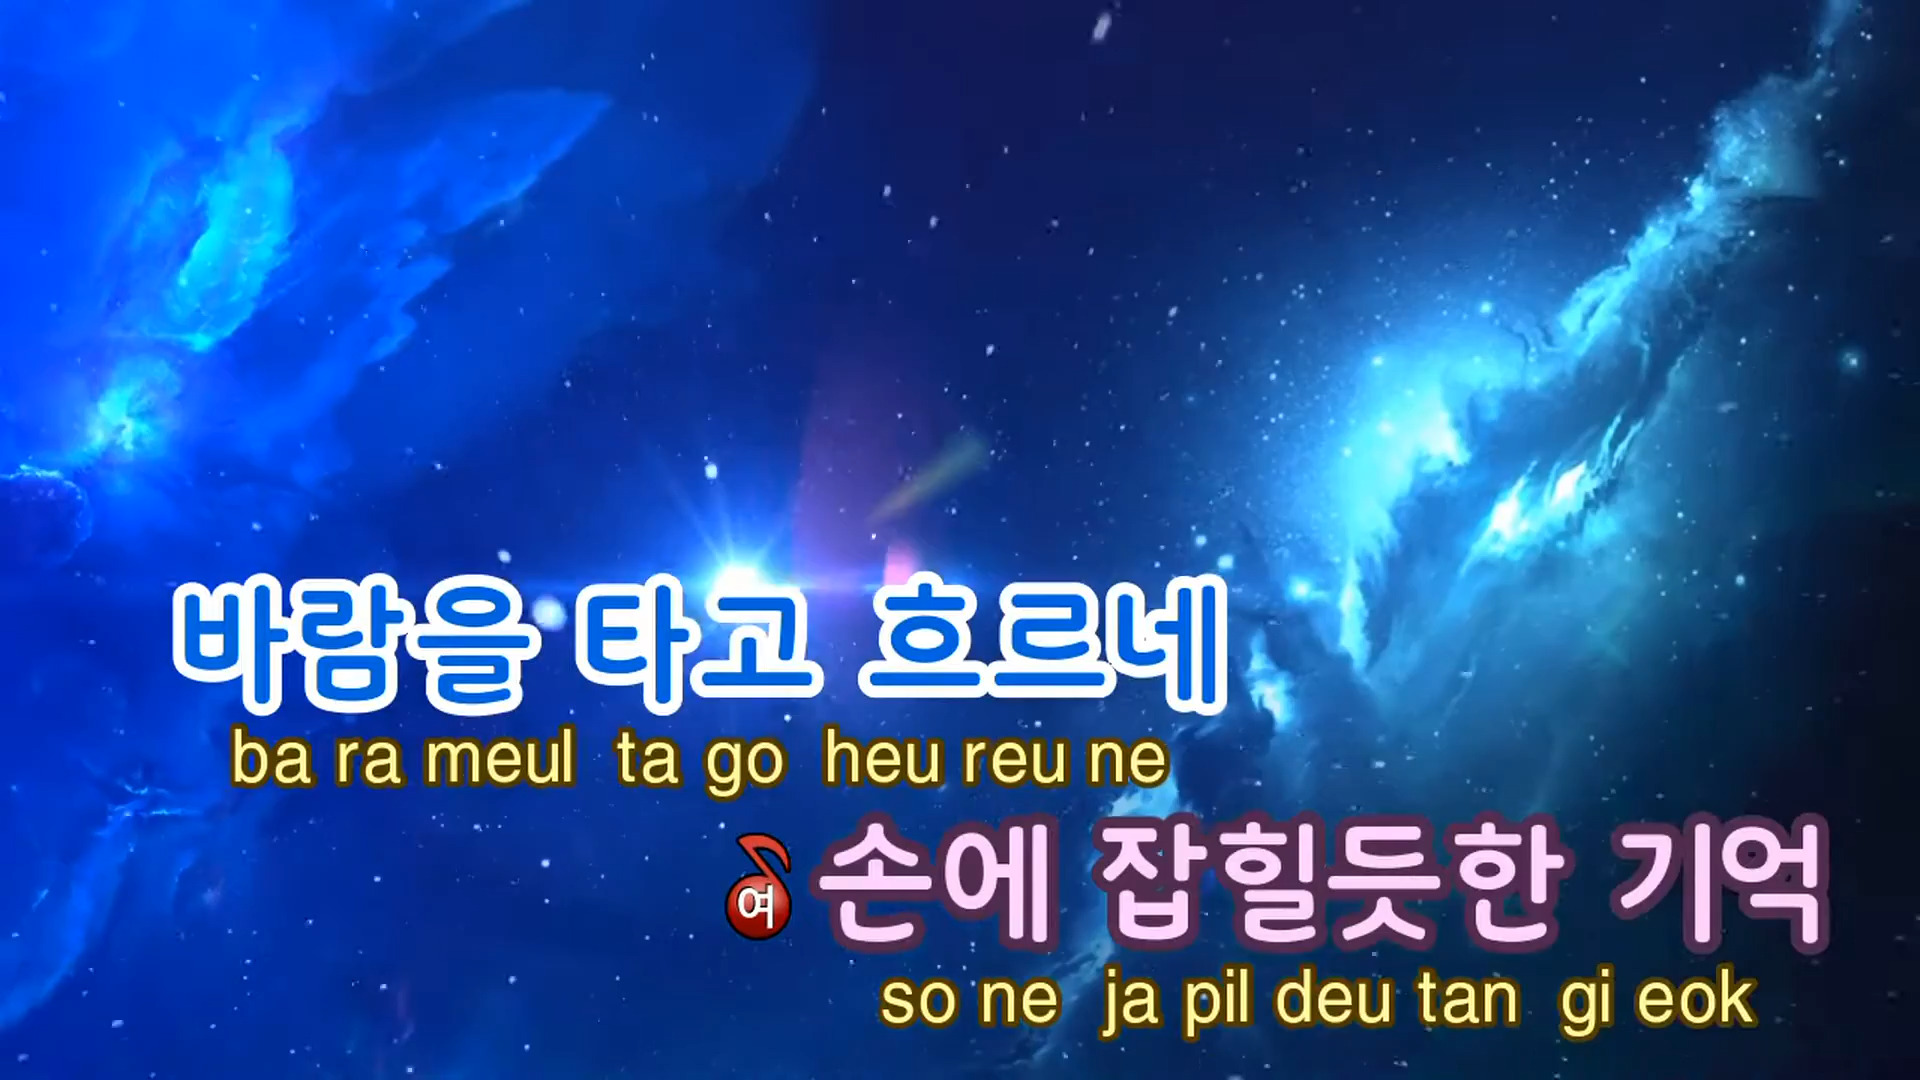 바람을 타고 흐르네
ba ra meul ta go heu reu ne
여 손에 잡힐듯한 기억
so ne ja pil deu tan gi eok